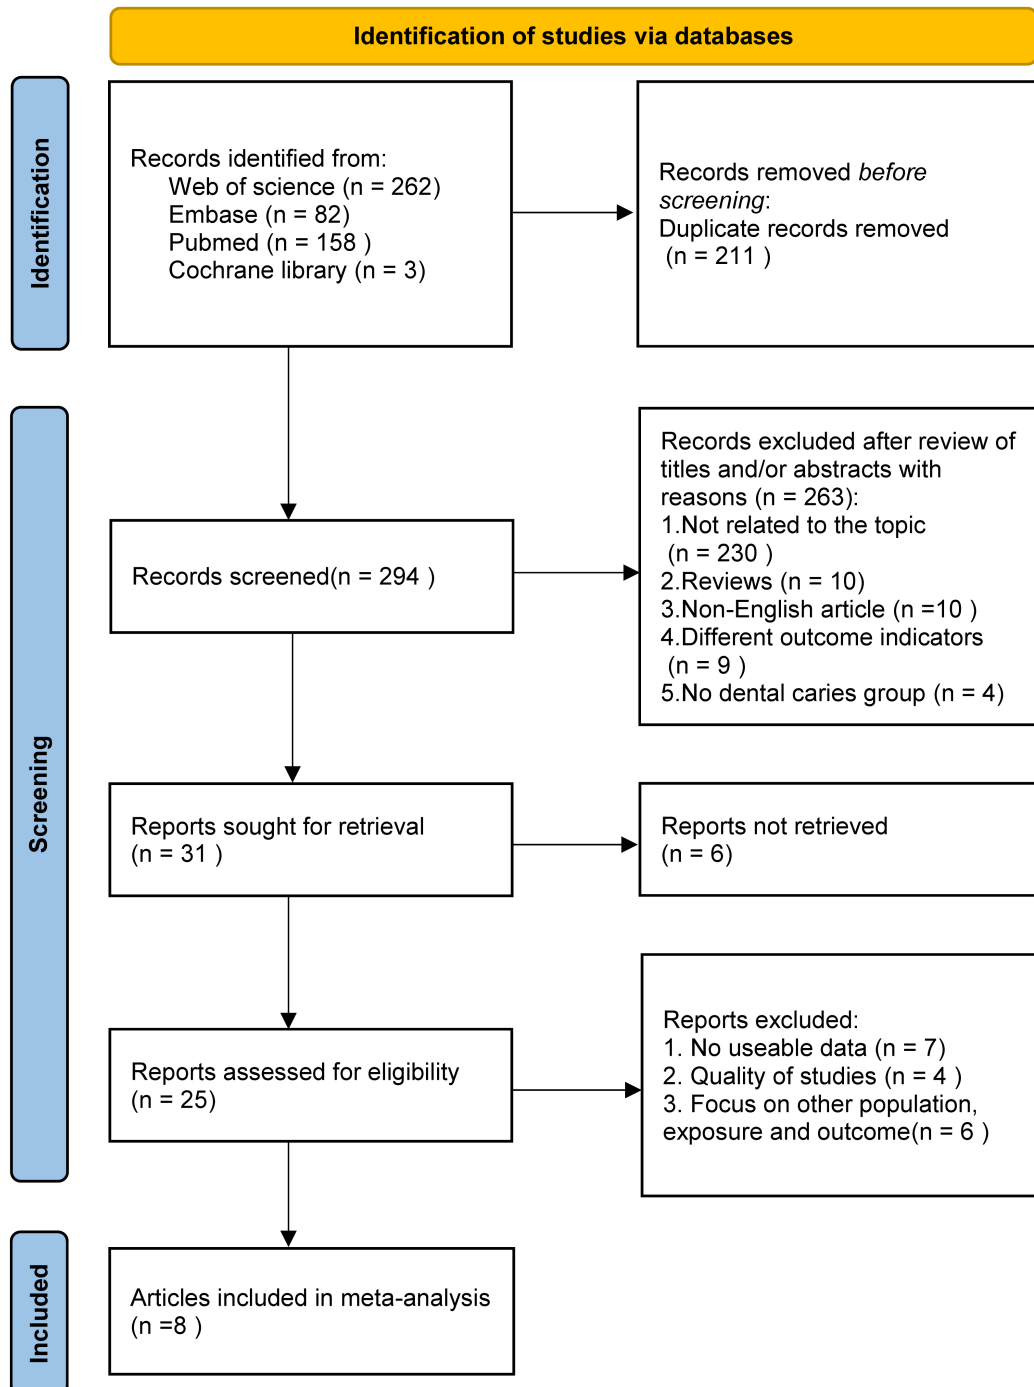 Identification of studies via databases
Identification
Records identified from:
Web of science (n = 262)
Embase (n = 82)
Pubmed (n = 158 )
Cochrane library (n = 3)
Records removed before
screening:
Duplicate records removed
(n = 211 )
Screening
Records screened(n = 294 )
Records excluded after review of
titles and/or abstracts with
reasons (n = 263):
1.Not related to the topic
(n = 230 )
2.Reviews (n = 10)
3.Non-English article (n =10 )
4.Different outcome indicators
(n = 9 )
5.No dental caries group (n = 4)
Reports sought for retrieval
(n = 31 )
Reports not retrieved
(n = 6)
Reports assessed for eligibility
(n = 25)
Reports excluded:
1. No useable data (n = 7)
2. Quality of studies (n = 4 )
3. Focus on other population,
exposure and outcome(n = 6 )
Included
Articles included in meta-analysis
(n =8 )